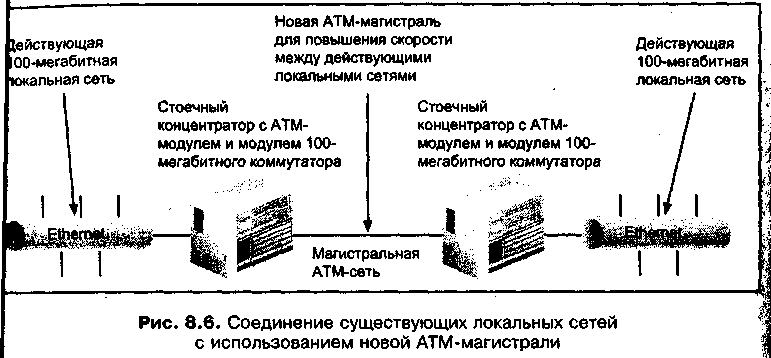 Действующая
100-мегабитная
локальная сеть
Новая АТМ-магистраль
для повышения скорости
между действующими
локальными сетями
Действующая
100-мегабитная
локальная сеть
Стоечный
концентратор с АТМ-
модулем и модулем 100-
мегабитного коммутатора
Стоечный
концентратор с АТМ-
модулем и модулем 100-
мегабитного коммутатора
Ethernet
Магистральная
АТМ-сеть
Ethernet
Рис. 8.6. Соединение существующих локальных сетей
с использованием новой АТМ-магистрали